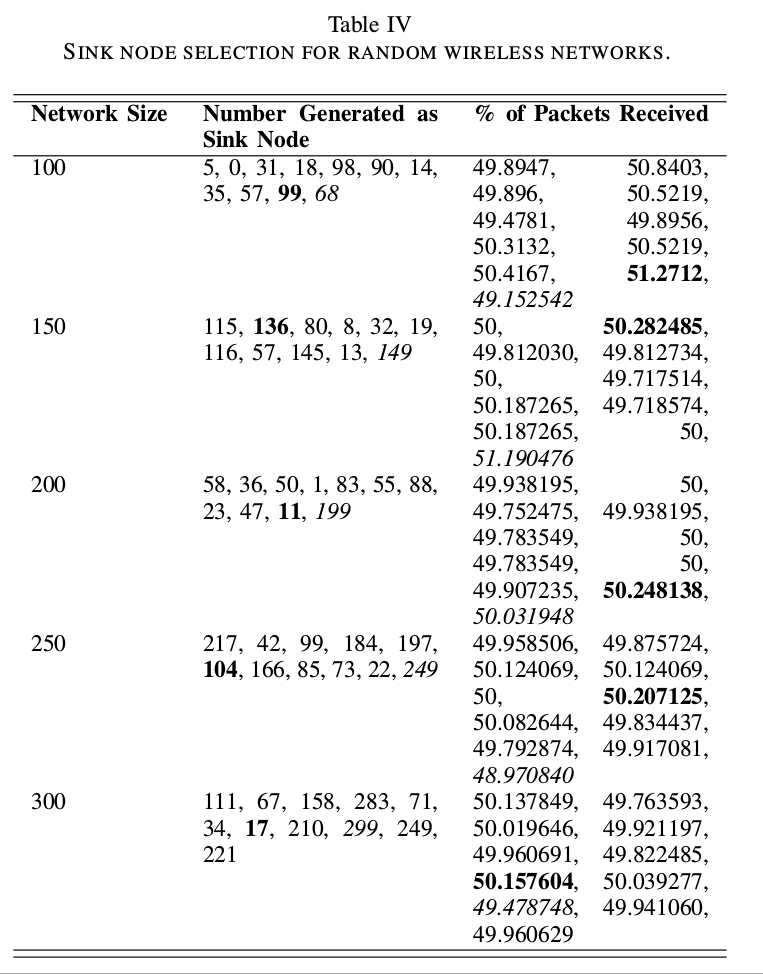 Table IV
SINK NODE SELECTION FOR RANDOM WIRELESS NETWORKS.
Network Size Number Generated as % of Packets Received
Sink Node
100 5, 0, 31, 18, 98, 90, 14, 49.8947, 50.8403,
35, 57, 99, 68 49.896, 50.5219,
49.4781, 49.8956,
50.3132, 50.5219,
50.4167, 51.2712,
49.152542
150 115, 136, 80, 8, 32, 19, 50, 50.282485,
116, 57, 145, 13, 149 49.812030, 49.812734,
50, 49.717514,
50.187265, 49.718574,
50.187265, 50,
51.190476
200 58, 36, 50, 1, 83, 55, 88, 49.938195, 50,
23, 47, 11, 199 49.752475, 49.938195,
49.783549, 50,
49.783549, 50,
49.907235, 50.248138,
50.031948
250 217, 42, 99, 184, 197, 49.958506, 49.875724,
104, 166, 85, 73, 22, 249 50.124069, 50.124069,
50, 50.207125,
50.082644, 49.834437,
49.792874, 49.917081,
48.970840
300 111, 67, 158, 283, 71, 50.137849, 49.763593,
34, 17, 210, 299, 249, 50.019646, 49.921197,
221 49.960691, 49.822485,
50.157604, 50.039277,
49.478748, 49.941060,
49.960629